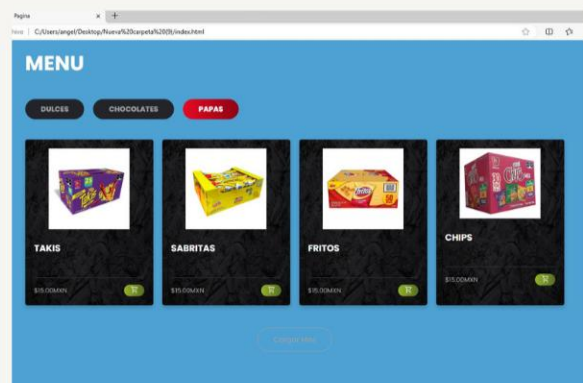 Pagina
C:/Users/angel/Desktop/Nueva%20carpeta%20(9)/index.html
MENU
DULCES CHOCOLATES PAPAS
TAKIS SABRITAS FRITOS CHIPS
$15.00MXN $15.00MXN $15.00MXN $15.00MXN